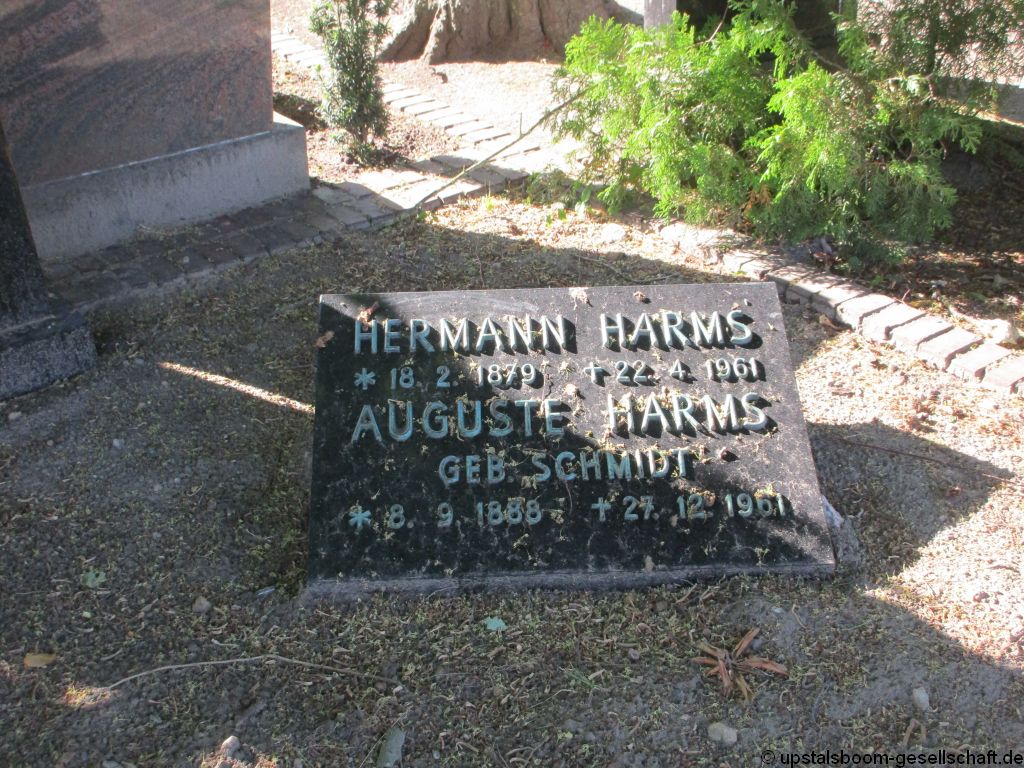 HERMANN HARMS
* 18. 2. 1879 † 22. 4. 1961
AUGUSTE HARMS
GEB. SCHMIDT
* 8. 9. 1888 † 27. 12. 1961
© upstalsboom-gesellschaft.de